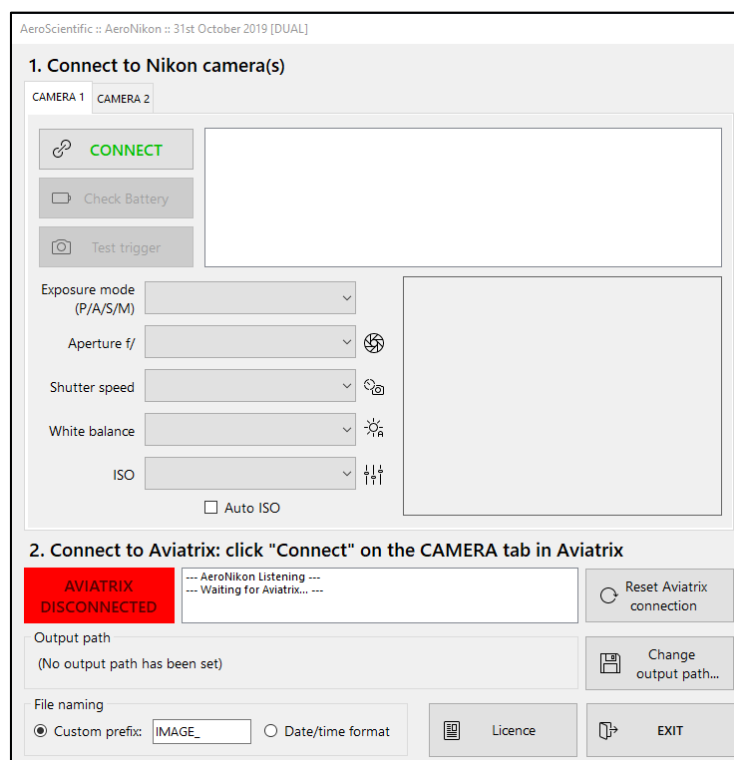 AeroScientific :: AeroNikon :: 31st October 2019 [DUAL]
1. Connect to Nikon camera(s)
CAMERA 1 CAMERA 2
CONNECT
Check Battery
Test trigger
Exposure mode
(P/A/S/M)
Aperture f/
Shutter speed
White balance
ISO
Auto ISO
2. Connect to Aviatrix: click "Connect" on the CAMERA tab in Aviatrix
AVIATRIX
DISCONNECTED
--- AeroNikon Listening ---
--- Waiting for Aviatrix... ---
Reset Aviatrix
connection
Output path
(No output path has been set)
Change
output path...
File naming
Custom prefix: IMAGE_ Date/time format
Licence
EXIT